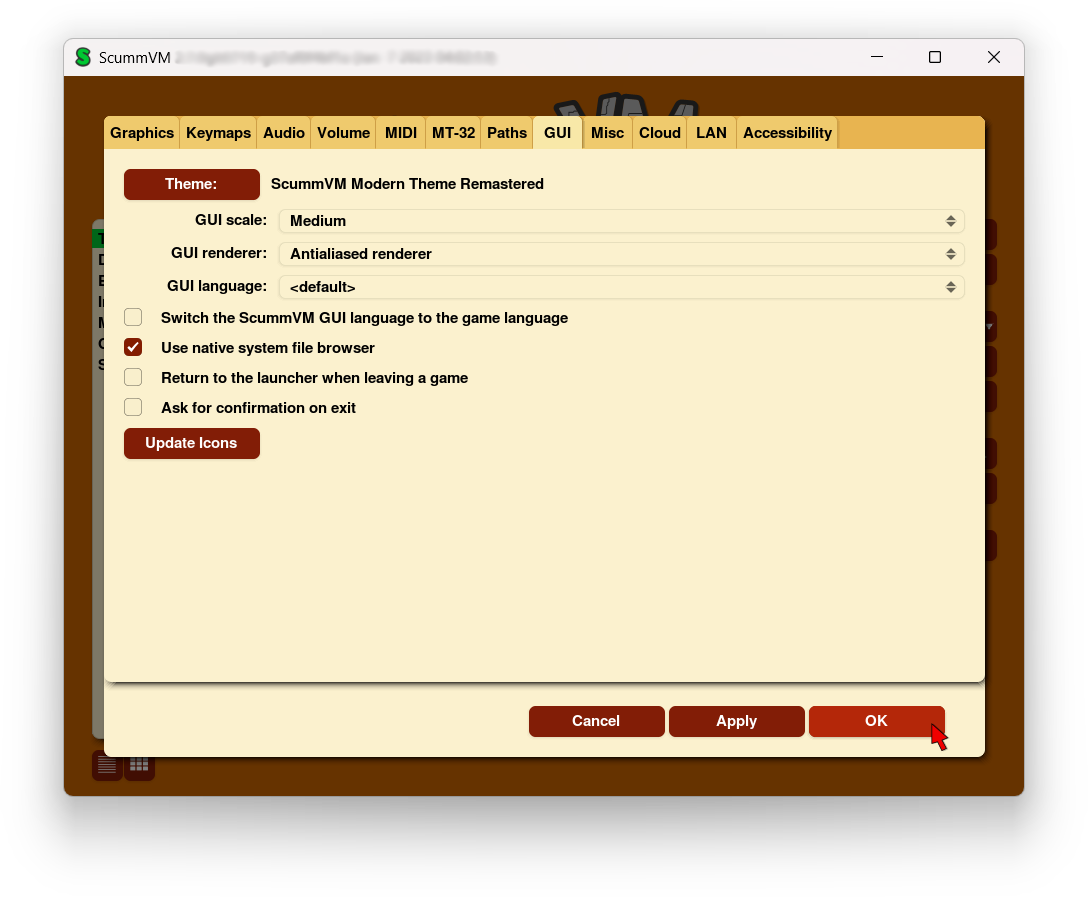 ScummVM
Graphics Keymaps Audio Volume MIDI MT-32 Paths GUI Misc Cloud LAN Accessibility
Theme: ScummVM Modern Theme Remastered
GUI scale: Medium
GUI renderer: Antialiased renderer
GUI language: <default>
Switch the ScummVM GUI language to the game language
Use native system file browser
Return to the launcher when leaving a game
Ask for confirmation on exit
Update Icons
Cancel Apply OK